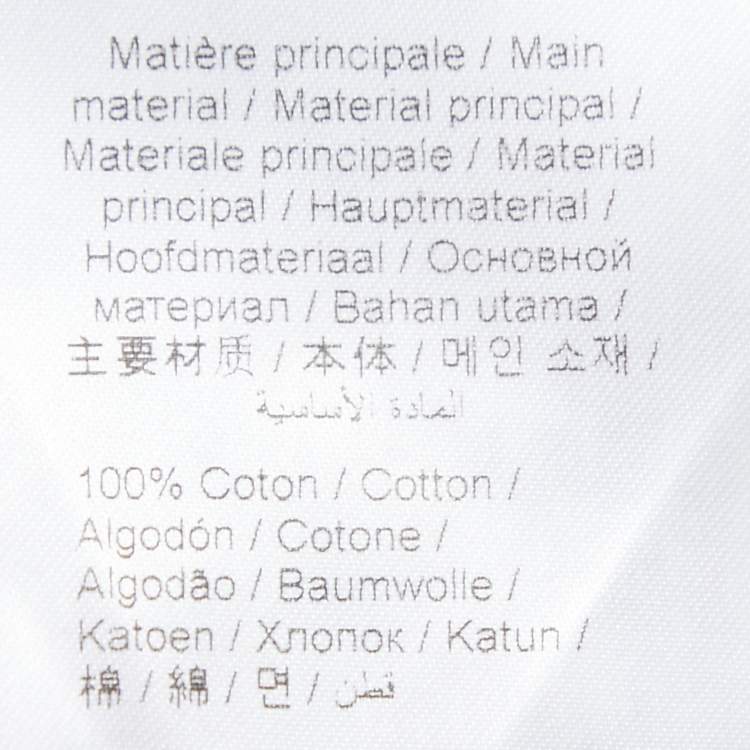 Matière principale / Main
material / Material principal /
Materiale principale / Material
principal / Hauptmaterial /
Hoofdmateriaal / Основной
материал / Bahan utama /
主要材质 / 本体 / 메인 소재 /
المادة الأساسية
100% Coton / Cotton /
Algodón / Cotone /
Algodão / Baumwolle /
Katoen / Хлопок / Katun /
棉 / 綿 / 면 / قطن